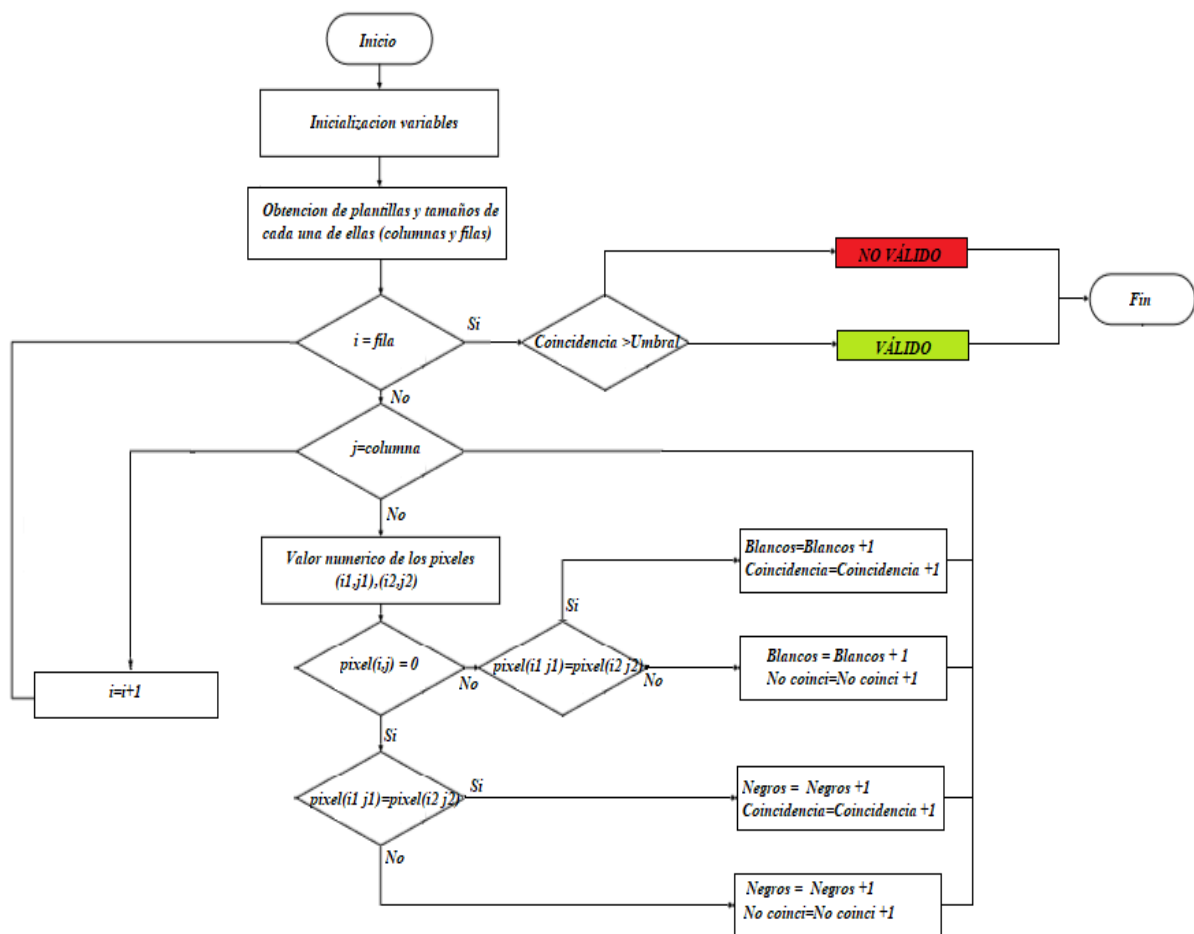 Inicio
Inicializacion variables
Obtencion de plantillas y tamaños de
cada una de ellas (columnas y filas)
NO VÁLIDO
Fin
i = fila
Si
Coincidencia >Umbral
VÁLIDO
No
j=columna
No
Valor numerico de los pixeles
(i1,j1),(i2,j2)
Blancos=Blancos +1
Coincidencia=Coincidencia +1
Si
pixel(i,j) = 0
No
pixel(i1 j1)=pixel(i2 j2)
No
Blancos = Blancos + 1
No coinci=No coinci +1
i=i+1
Si
pixel(i1 j1)=pixel(i2 j2)
Si
Negros = Negros +1
Coincidencia=Coincidencia +1
No
Negros = Negros +1
No coinci=No coinci +1